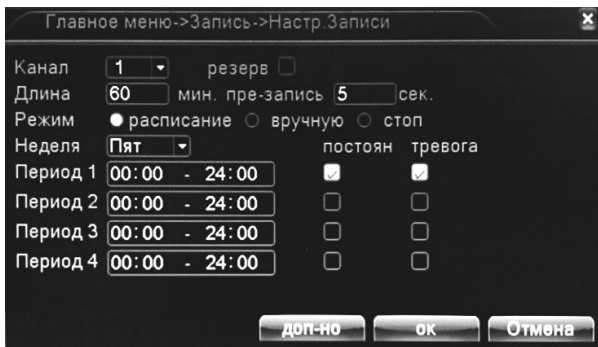 Главное меню->Запись->Настр.Записи
Канал 1 резерв
Длина 60 мин. пре-запись 5 сек.
Режим расписание вручную стоп
Неделя Пят постоян тревога
Период 1 00:00 - 24:00
Период 2 00:00 - 24:00
Период 3 00:00 - 24:00
Период 4 00:00 - 24:00
доп-но ок Отмена